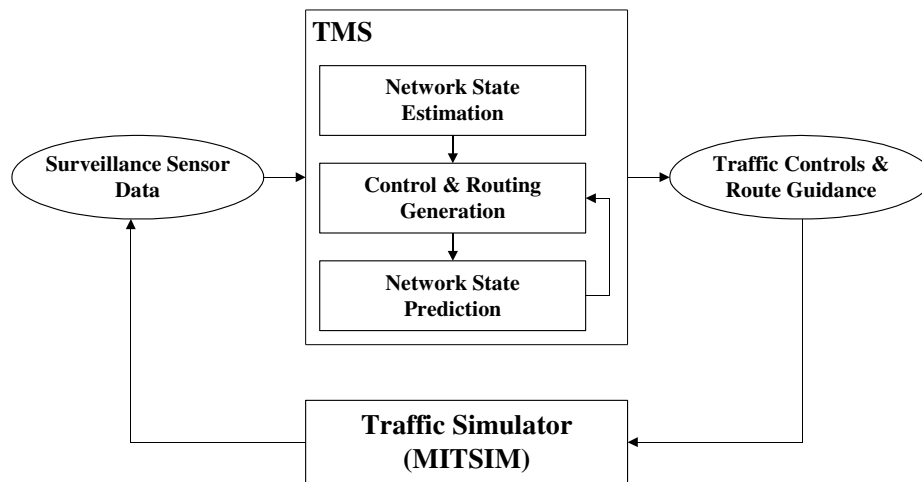 TMS
Network State
Estimation
Surveillance Sensor
Data
Control & Routing
Generation
Traffic Controls &
Route Guidance
Network State
Prediction
Traffic Simulator
(MITSIM)